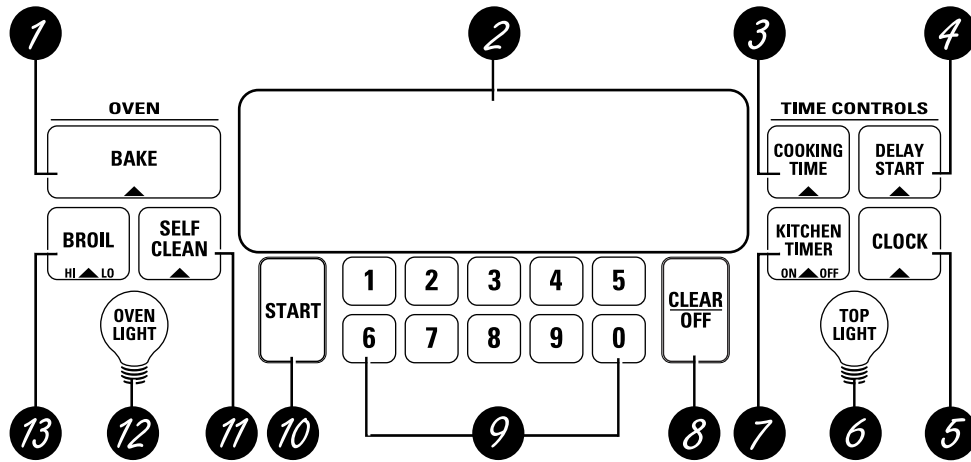 1 2 3 4
OVEN
TIME CONTROLS
BAKE
COOKING
TIME
DELAY
START
BROIL
HI LO
SELF
CLEAN
KITCHEN
TIMER
ON OFF
CLOCK
OVEN
LIGHT
START
1 2 3 4 5
6 7 8 9 0
CLEAR
OFF
TOP
LIGHT
13 12 11 10 9 8 7 6 5